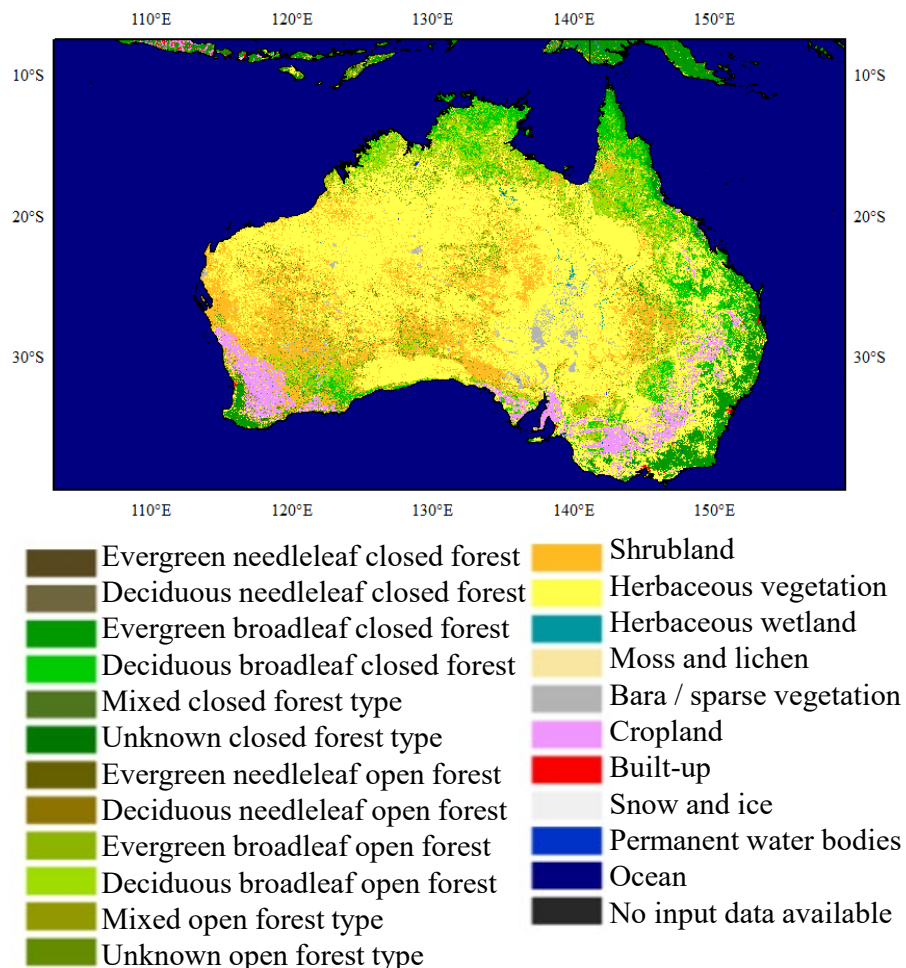 110°E 120°E 130°E 140°E 150°E
10°S 10°S
20°S 20°S
30°S 30°S
110°E 120°E 130°E 140°E 150°E
Evergreen needleleaf closed forest
Deciduous needleleaf closed forest
Evergreen broadleaf closed forest
Deciduous broadleaf closed forest
Mixed closed forest type
Unknown closed forest type
Evergreen needleleaf open forest
Deciduous needleleaf open forest
Evergreen broadleaf open forest
Deciduous broadleaf open forest
Mixed open forest type
Unknown open forest type
Shrubland
Herbaceous vegetation
Herbaceous wetland
Moss and lichen
Bara / sparse vegetation
Cropland
Built-up
Snow and ice
Permanent water bodies
Ocean
No input data available